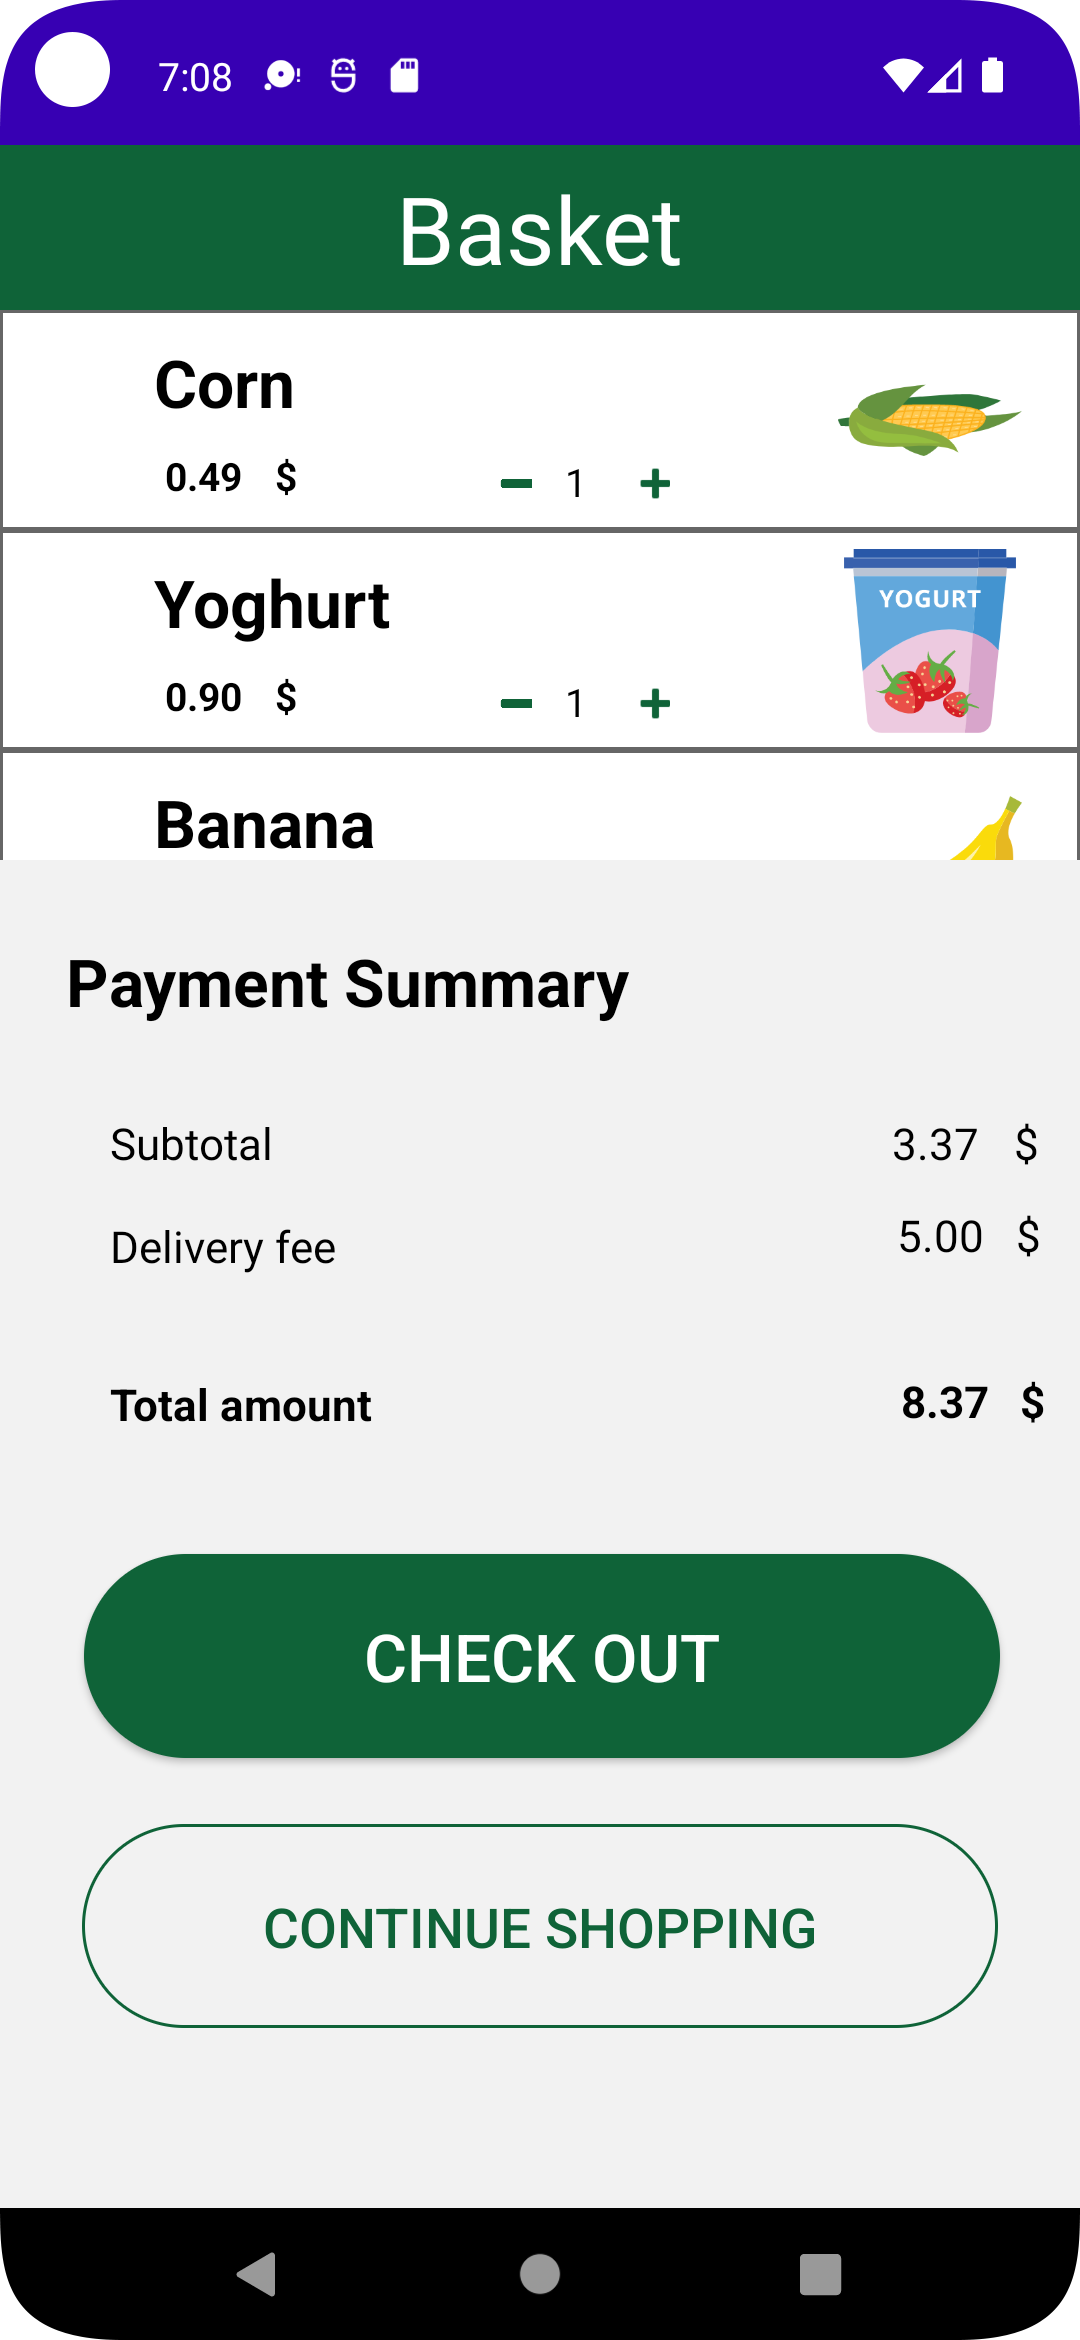 7:08
Basket
Corn
0.49 $
1
Yoghurt
YOGURT
0.90 $
1
Banana
Payment Summary
Subtotal 3.37 $
Delivery fee 5.00 $
Total amount 8.37 $
CHECK OUT
CONTINUE SHOPPING